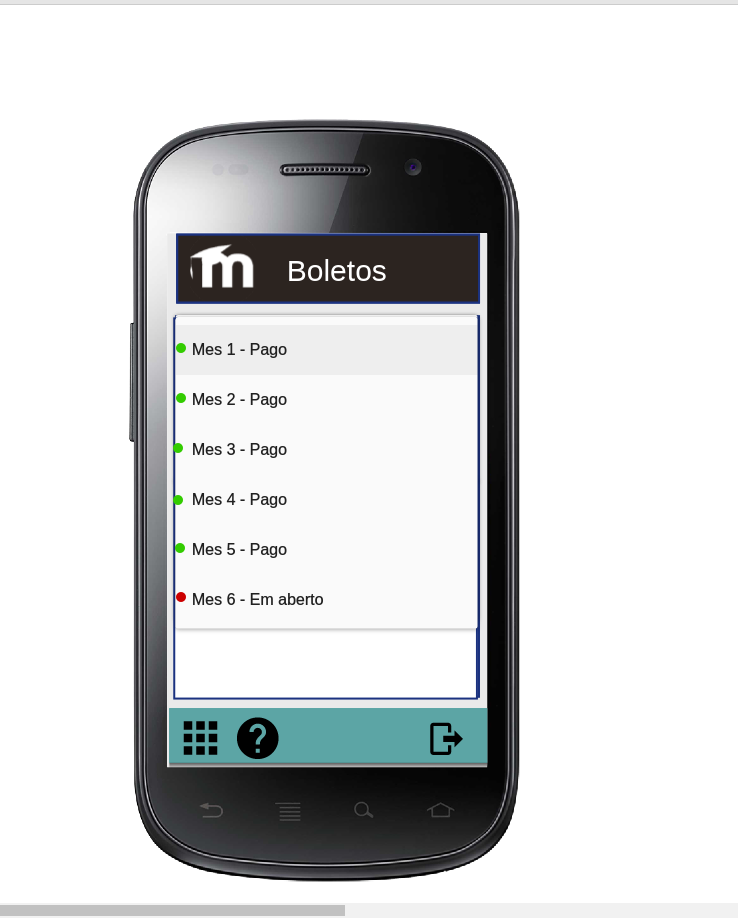 m
Boletos
Mes 1 - Pago
Mes 2 - Pago
Mes 3 - Pago
Mes 4 - Pago
Mes 5 - Pago
Mes 6 - Em aberto
?